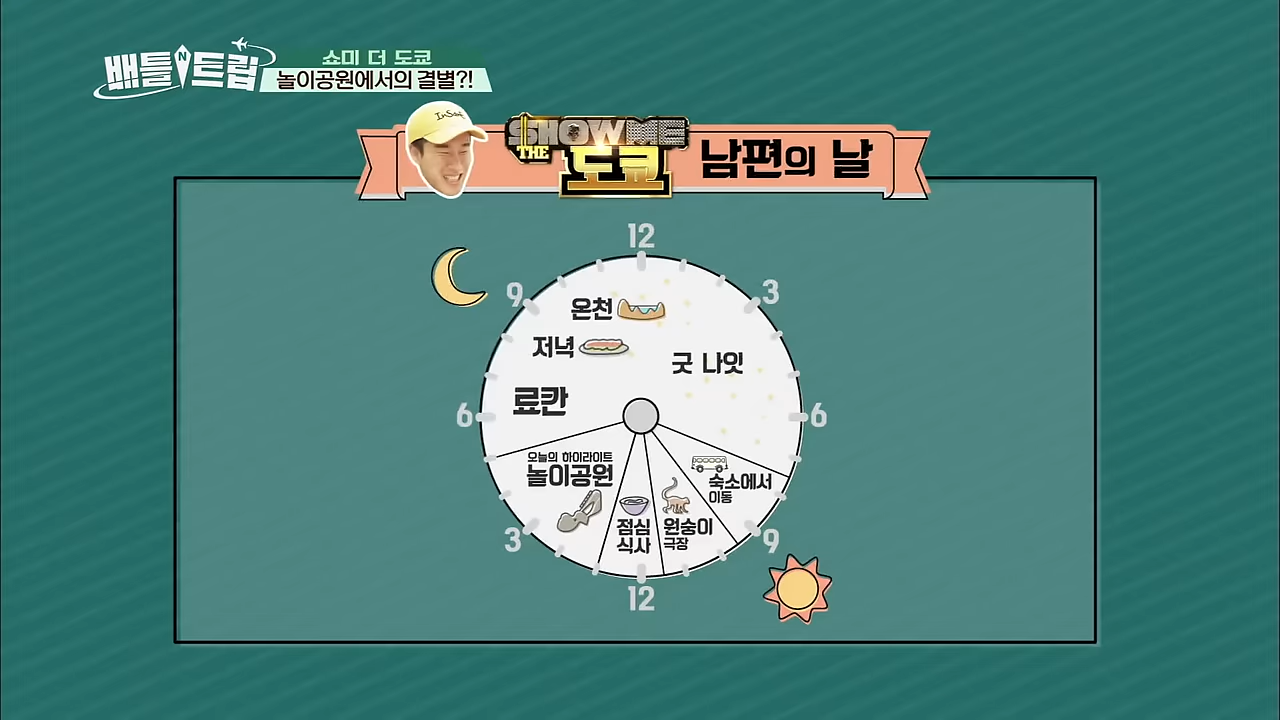 배틀트립
N
쇼미 더 도쿄
놀이공원에서의 결별?!
InSane
SHOW ME
THE 도쿄
남편의 날
12
9
3
온천
저녁
굿 나잇
료칸
6
6
오늘의 하이라이트
놀이공원
숙소에서
이동
점심
식사
원숭이
극장
3
9
12